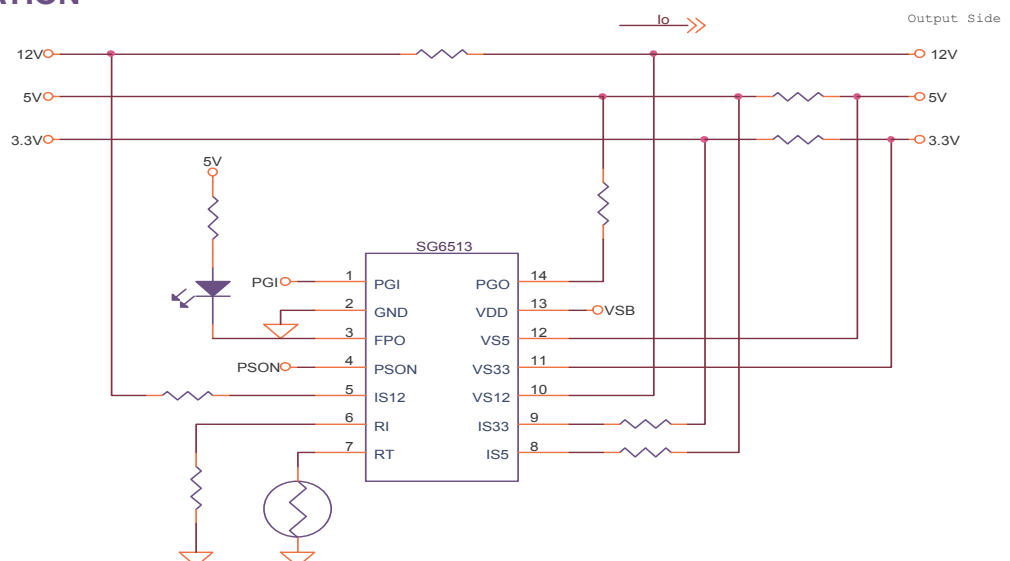 Io
Output Side
12V
12V
5V
5V
3.3V
3.3V
5V
SG6513
PGI
1
PGI
PGO
14
2
GND
VDD
13
VSB
3
FPO
VS5
12
PSON
4
PSON
VS33
11
5
IS12
VS12
10
6
RI
IS33
9
7
RT
IS5
8